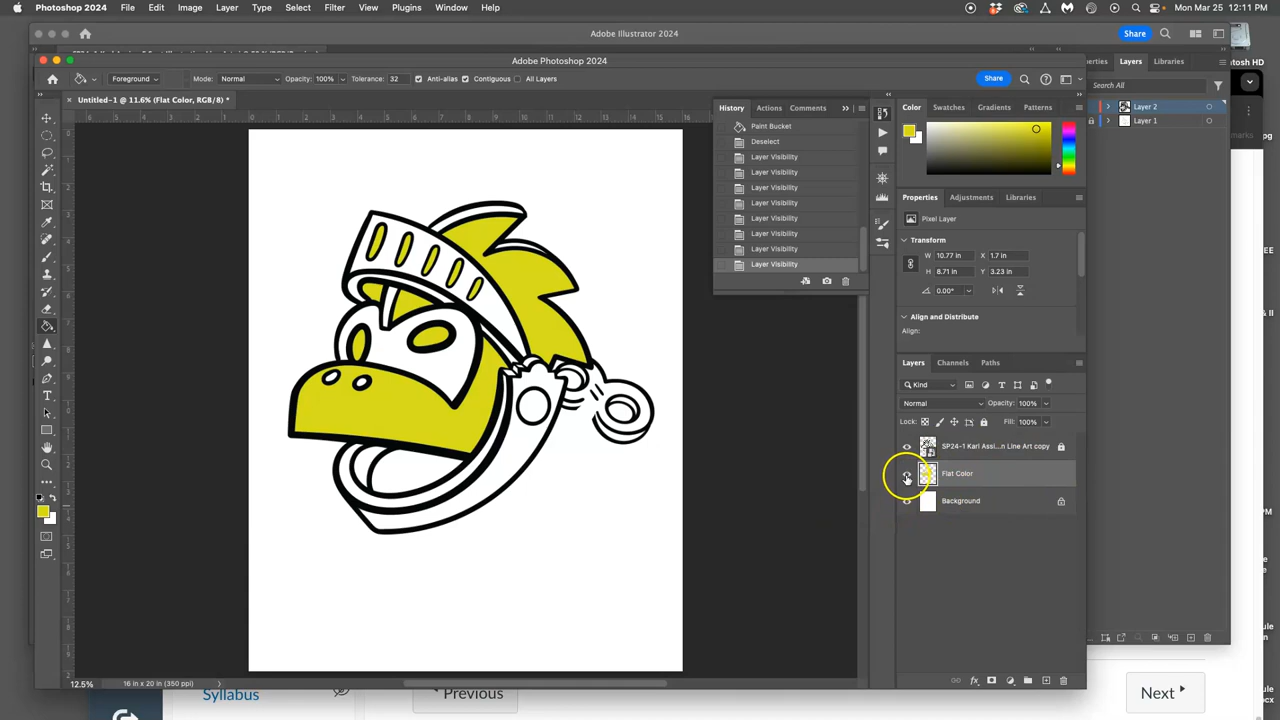 Photoshop 2024 File Edit Image Layer Type Select Filter View Plugins Window Help Mon Mar 25 12:11 PM
Adobe Illustrator 2024 Share
Adobe Photoshop 2024
Foreground Mode: Normal Opacity: 100% Tolerance: 32 Anti-alias Contiguous All Layers Share
Untitled-1 @ 11.6% (Flat Color, RGB/8) *
History Actions Comments
Paint Bucket
Deselect
Layer Visibility
Layer Visibility
Layer Visibility
Layer Visibility
Layer Visibility
Layer Visibility
Layer Visibility
Layer Visibility
Color Swatches Gradients Patterns
Properties Adjustments Libraries
Pixel Layer
Transform
W 10.77 in X 1.7 in
H 8.71 in Y 3.23 in
0.00°
Align and Distribute
Align:
Layers Channels Paths
Kind
Normal Opacity: 100%
Lock: Fill: 100%
SP24-1 Karl Assi...n Line Art copy
Flat Color
Background
12.5% 16 in x 20 in (350 ppi)
Layers Libraries
Search All
Layer 2
Layer 1
Syllabus
Previous
Next